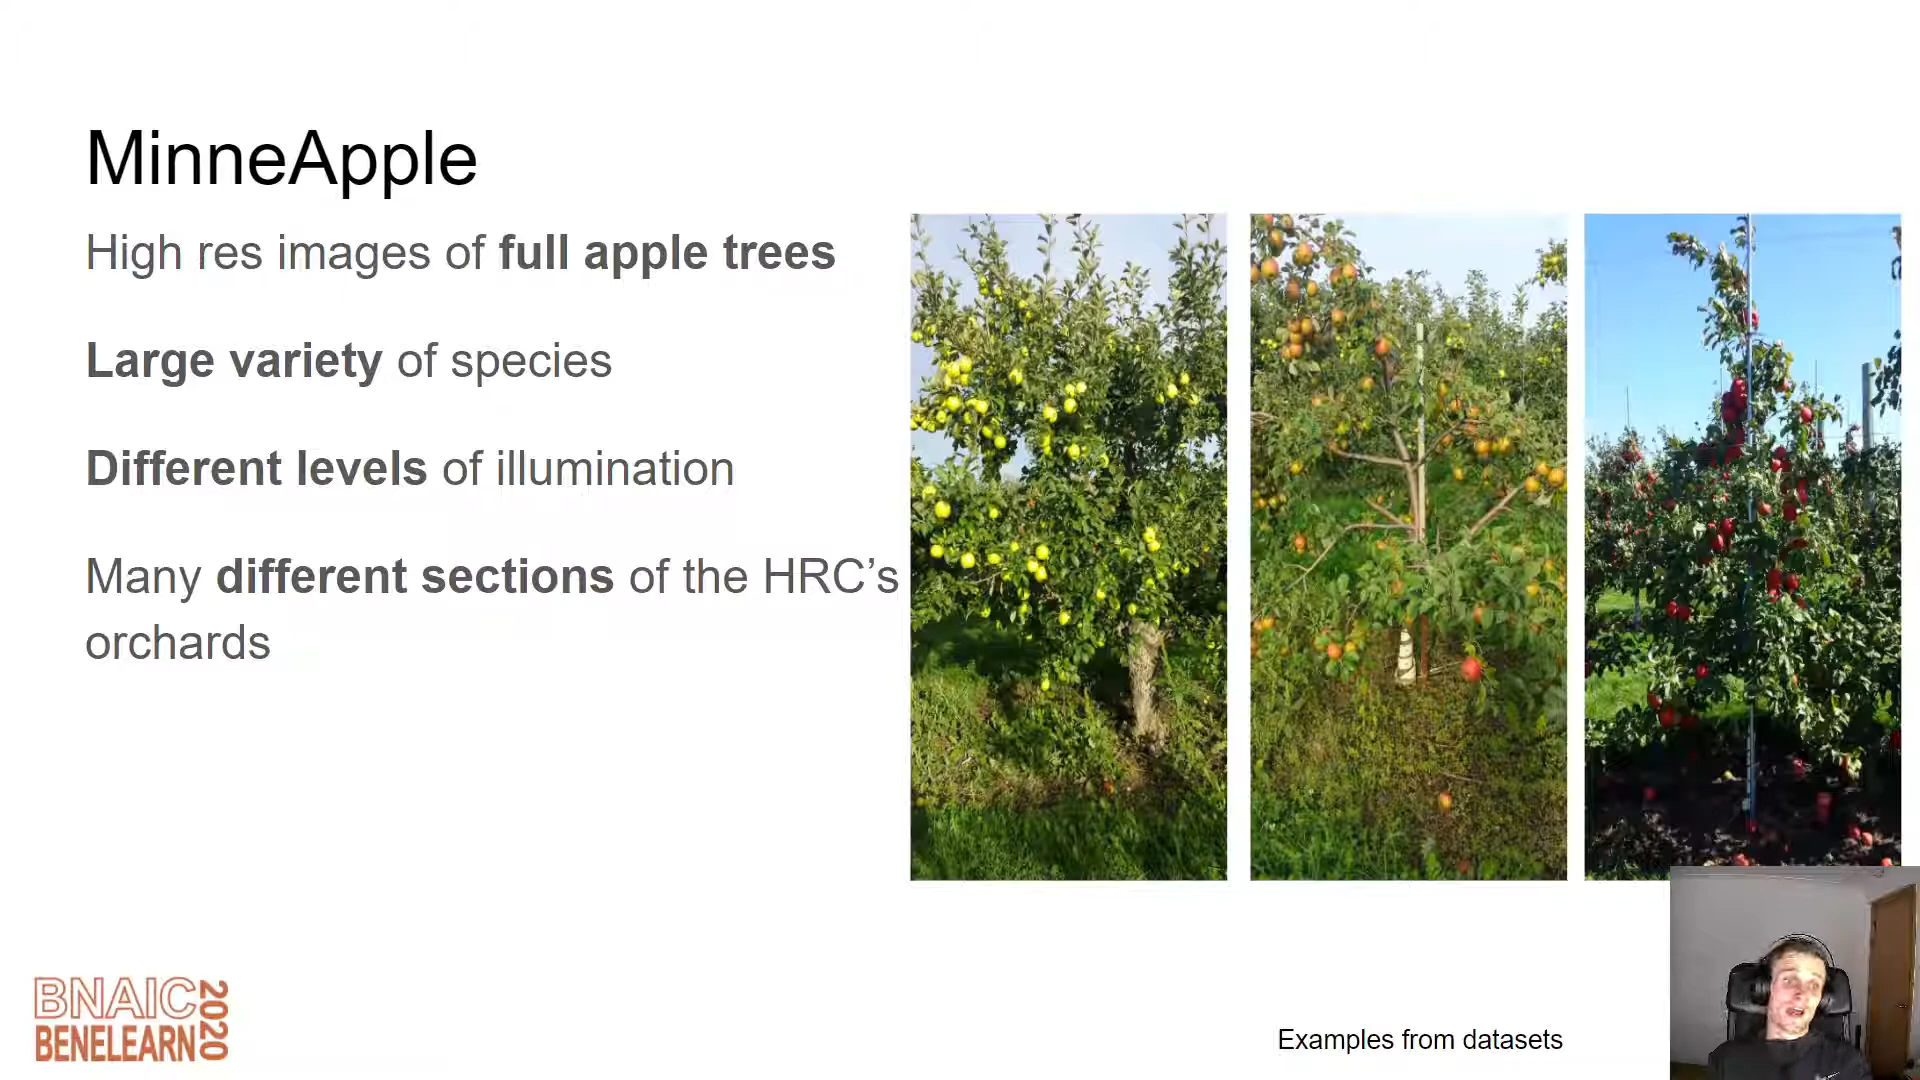 MinneApple
High res images of full apple trees
Large variety of species
Different levels of illumination
Many different sections of the HRC’s
orchards
BNAIC
BENELEARN
2020
Examples from datasets